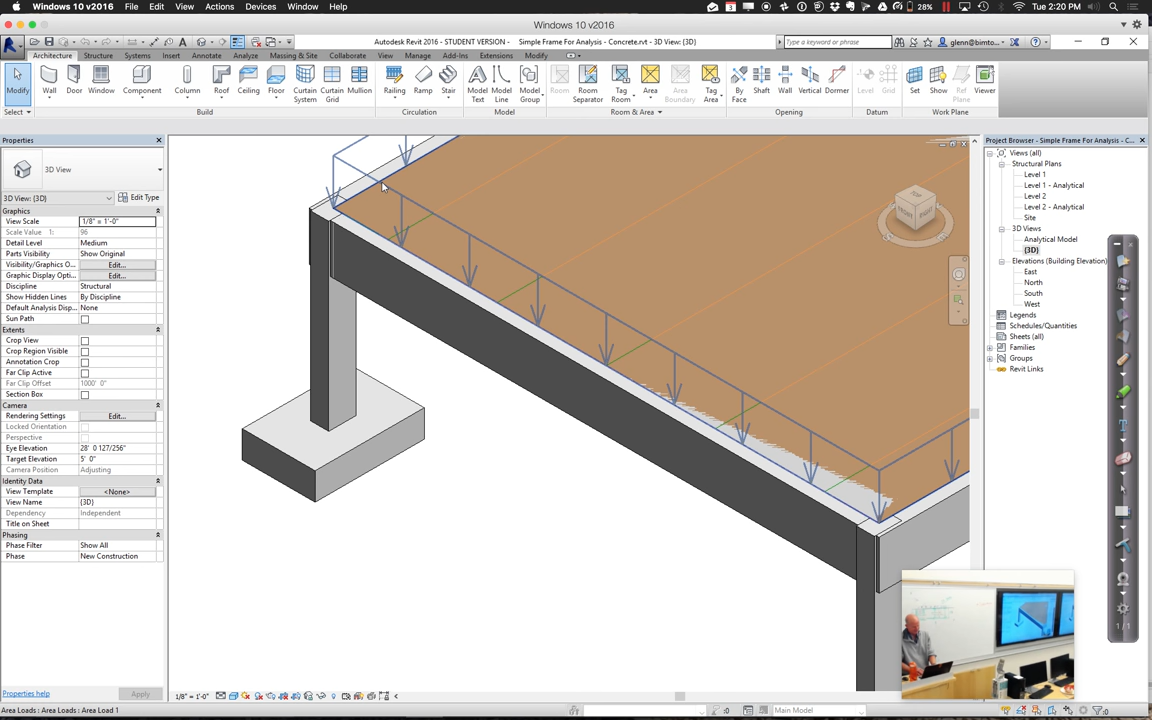 Windows 10 v2016 File Edit View Actions Devices Window Help
28% Tue 2:20 PM
Windows 10 v2016
Autodesk Revit 2016 - STUDENT VERSION - Simple Frame For Analysis - Concrete.rvt - 3D View: {3D}
Type a keyword or phrase
glenn@bimto...
Architecture Structure Systems Insert Annotate Analyze Massing & Site Collaborate View Manage Add-Ins Extensions Modify
Modify Wall Door Window Component Column Roof Ceiling Floor Curtain System Curtain Grid Mullion Railing Ramp Stair Model Text Model Line Model Group Room Room Separator Tag Room Area Area Boundary Tag Area By Face Shaft Wall Vertical Dormer Level Grid Set Show Ref Plane Viewer
Select Build Circulation Model Room & Area Opening Datum Work Plane
Properties
3D View
3D View: {3D} Edit Type
Graphics
View Scale 1/8" = 1'-0"
Scale Value 1: 96
Detail Level Medium
Parts Visibility Show Original
Visibility/Graphics O... Edit...
Graphic Display Opti... Edit...
Discipline Structural
Show Hidden Lines By Discipline
Default Analysis Disp... None
Sun Path
Extents
Crop View
Crop Region Visible
Annotation Crop
Far Clip Active
Far Clip Offset 1000' 0"
Section Box
Camera
Rendering Settings Edit...
Locked Orientation
Perspective
Eye Elevation 28' 0 127/256"
Target Elevation 5' 0"
Camera Position Adjusting
Identity Data
View Template <None>
View Name {3D}
Dependency Independent
Title on Sheet
Phasing
Phase Filter Show All
Phase New Construction
Properties help Apply
TOP
FRONT RIGHT
Project Browser - Simple Frame For Analysis - C...
Views (all)
Structural Plans
Level 1
Level 1 - Analytical
Level 2
Level 2 - Analytical
Site
3D Views
Analytical Model
{3D}
Elevations (Building Elevation)
East
North
South
West
Legends
Schedules/Quantities
Sheets (all)
Families
Groups
Revit Links
1 / 1
1/8" = 1'-0"
Area Loads : Area Loads : Area Load 1
:0 Main Model :0